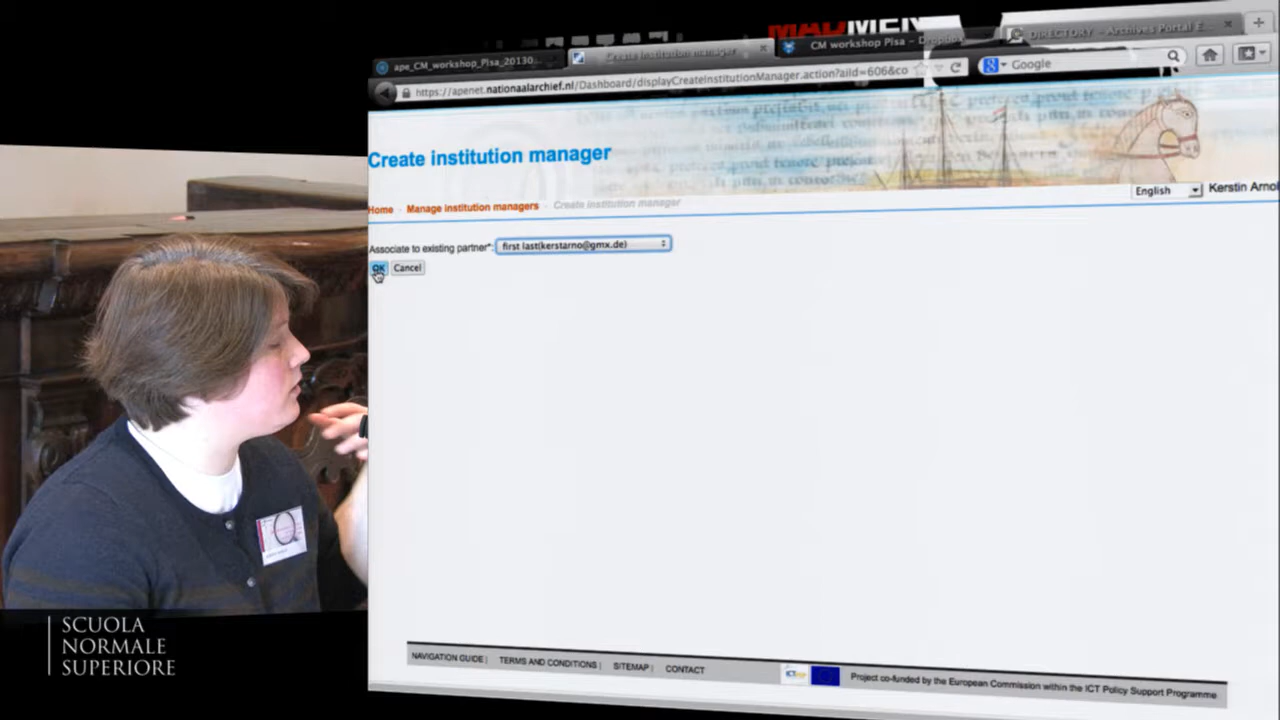 MADMEN
ape_CM_workshop_Pisa_20130...
Create institution manager
CM workshop Pisa - Dropbox
DIRECTORY - Archives Portal E...
https://apenet.nationaalarchief.nl/Dashboard/displayCreateInstitutionManager.action?aiId=606&co
Google
Create institution manager
English
Kerstin Arnol
Home
Manage institution managers
Create institution manager
Associate to existing partner*:
first last(kerstarno@gmx.de)
OK
Cancel
SCUOLA
NORMALE
SUPERIORE
NAVIGATION GUIDE |
TERMS AND CONDITIONS |
SITEMAP |
CONTACT
Project co-funded by the European Commission within the ICT Policy Support Programme